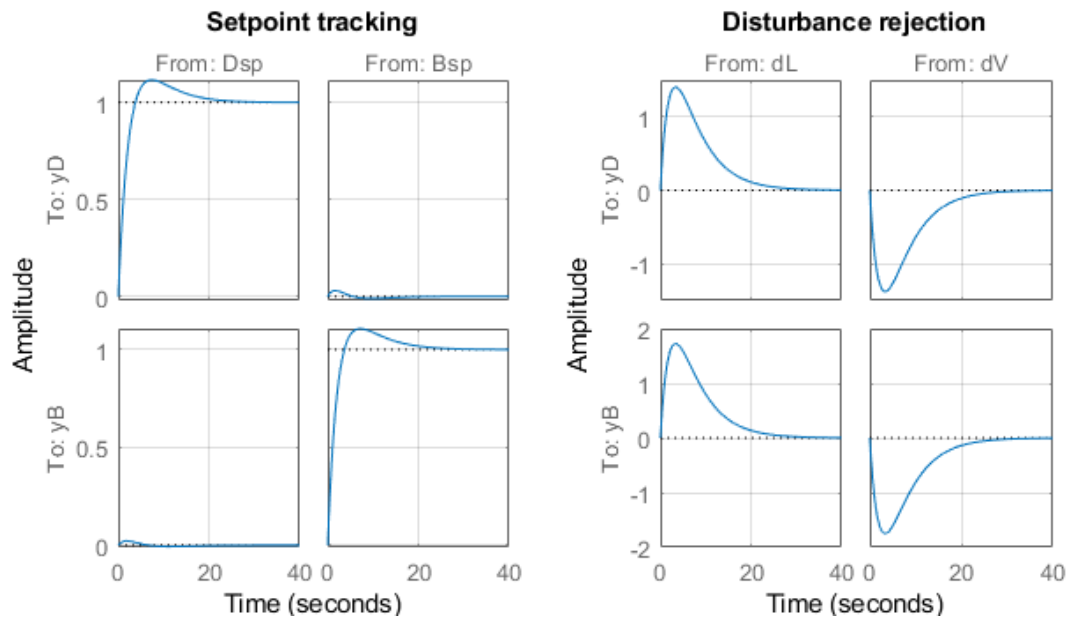 Setpoint tracking
From: Dsp
From: Bsp
To: yD
1
0.5
0
To: yB
1
0.5
0
0
20
40
0
20
40
Amplitude
Time (seconds)
Disturbance rejection
From: dL
From: dV
To: yD
1
0
-1
To: yB
2
1
0
-1
-2
0
20
40
0
20
40
Amplitude
Time (seconds)